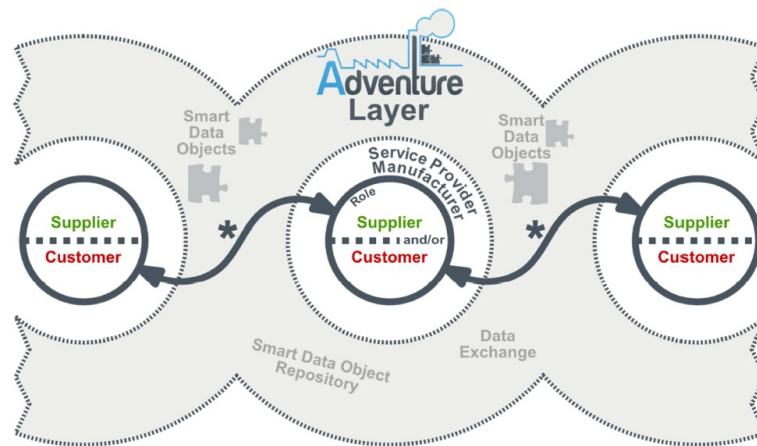 Adventure
Layer
Smart
Data
Objects
Smart
Data
Objects
Service Provider
Manufacturer
Role
Supplier
Customer
*
Supplier
and/or
Customer
*
Supplier
Customer
Smart Data Object
Repository
Data
Exchange